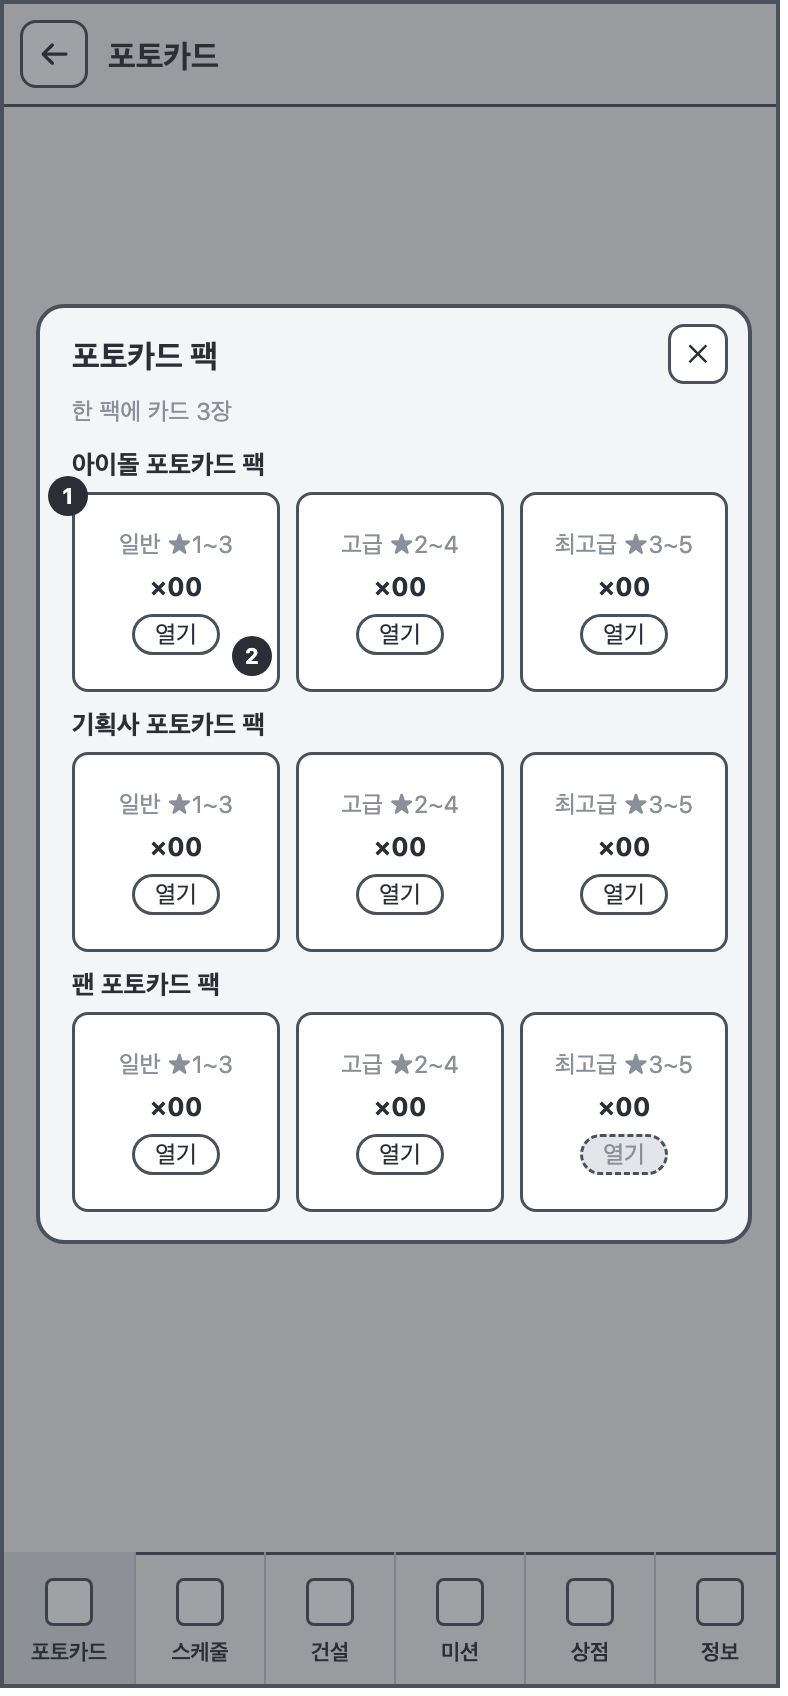 포토카드
포토카드 팩
한 팩에 카드 3장
아이돌 포토카드 팩
1
일반 ★1~3 고급 ★2~4 최고급 ★3~5
×00 ×00 ×00
열기 열기 열기
2
기획사 포토카드 팩
일반 ★1~3 고급 ★2~4 최고급 ★3~5
×00 ×00 ×00
열기 열기 열기
팬 포토카드 팩
일반 ★1~3 고급 ★2~4 최고급 ★3~5
×00 ×00 ×00
열기 열기 열기
포토카드 스케줄 건설 미션 상점 정보